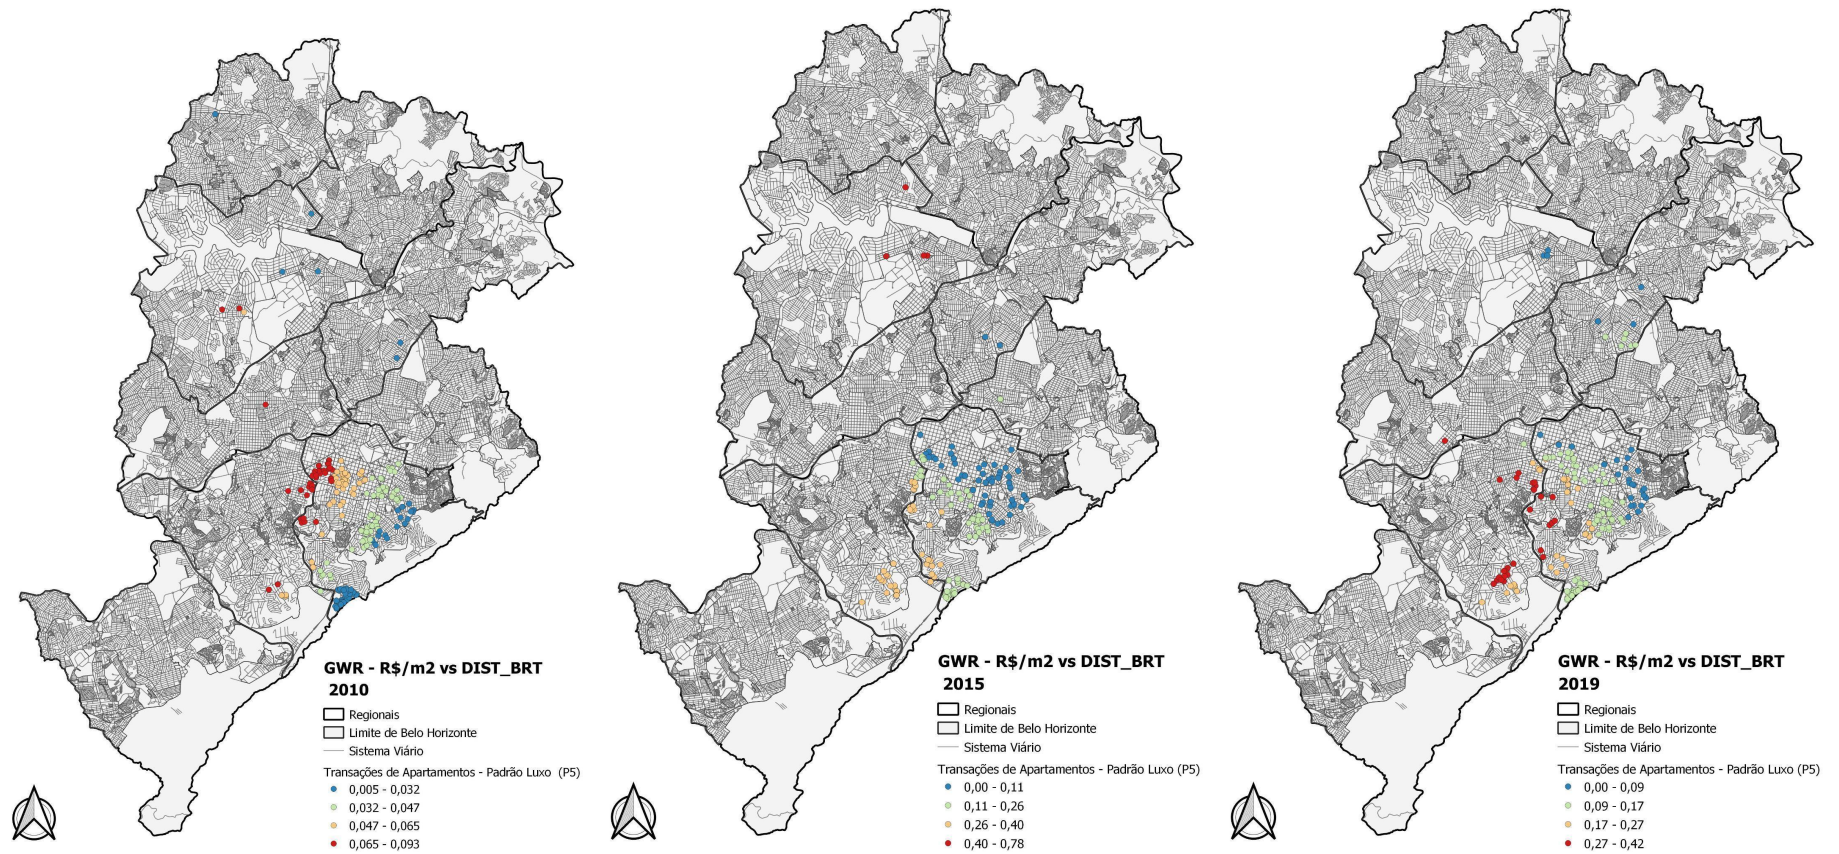 GWR - R$/m2 vs DIST_BRT
2010
Regionais
Limite de Belo Horizonte
Sistema Viário
Transações de Apartamentos - Padrão Luxo (P5)
0,005 - 0,032
0,032 - 0,047
0,047 - 0,065
0,065 - 0,093
GWR - R$/m2 vs DIST_BRT
2015
Regionais
Limite de Belo Horizonte
Sistema Viário
Transações de Apartamentos - Padrão Luxo (P5)
0,00 - 0,11
0,11 - 0,26
0,26 - 0,40
0,40 - 0,78
GWR - R$/m2 vs DIST_BRT
2019
Regionais
Limite de Belo Horizonte
Sistema Viário
Transações de Apartamentos - Padrão Luxo (P5)
0,00 - 0,09
0,09 - 0,17
0,17 - 0,27
0,27 - 0,42